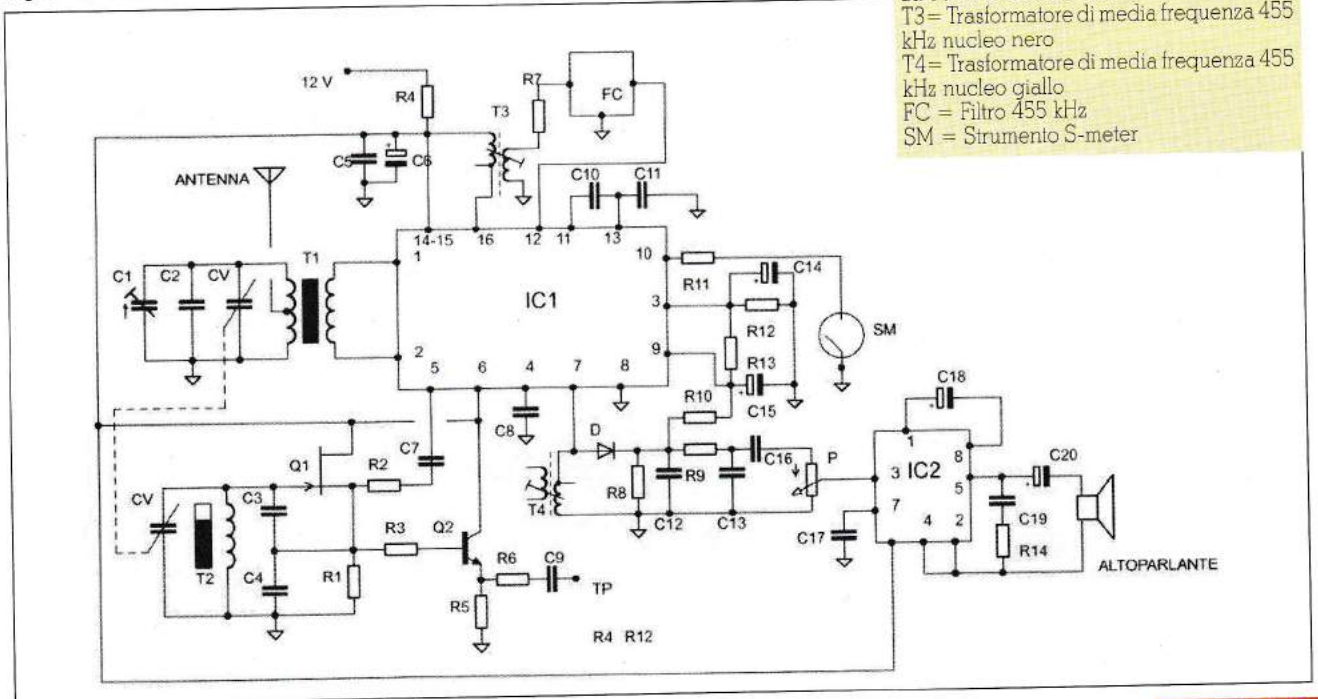 T3= Trasformatore di media frequenza 455
kHz nucleo nero
T4= Trasformatore di media frequenza 455
kHz nucleo giallo
FC = Filtro 455 kHz
SM = Strumento S-meter
12 V
R4
R7
FC
T3
C5
C6
ANTENNA
C10
C11
14-15
16
12
11
13
C1
C2
CV
T1
1
10
R11
C14
IC1
3
R12
SM
2
9
R13
5
6
4
7
8
C15
C18
R10
C8
Q1
R2
C7
D
C16
P
1
8
3
IC2
5
C20
CV
C3
R3
Q2
T4
R8
R9
7
C12
C13
C17
4
2
C19
T2
C4
R1
R6
C9
R14
TP
ALTOPARLANTE
R5
R4 R12